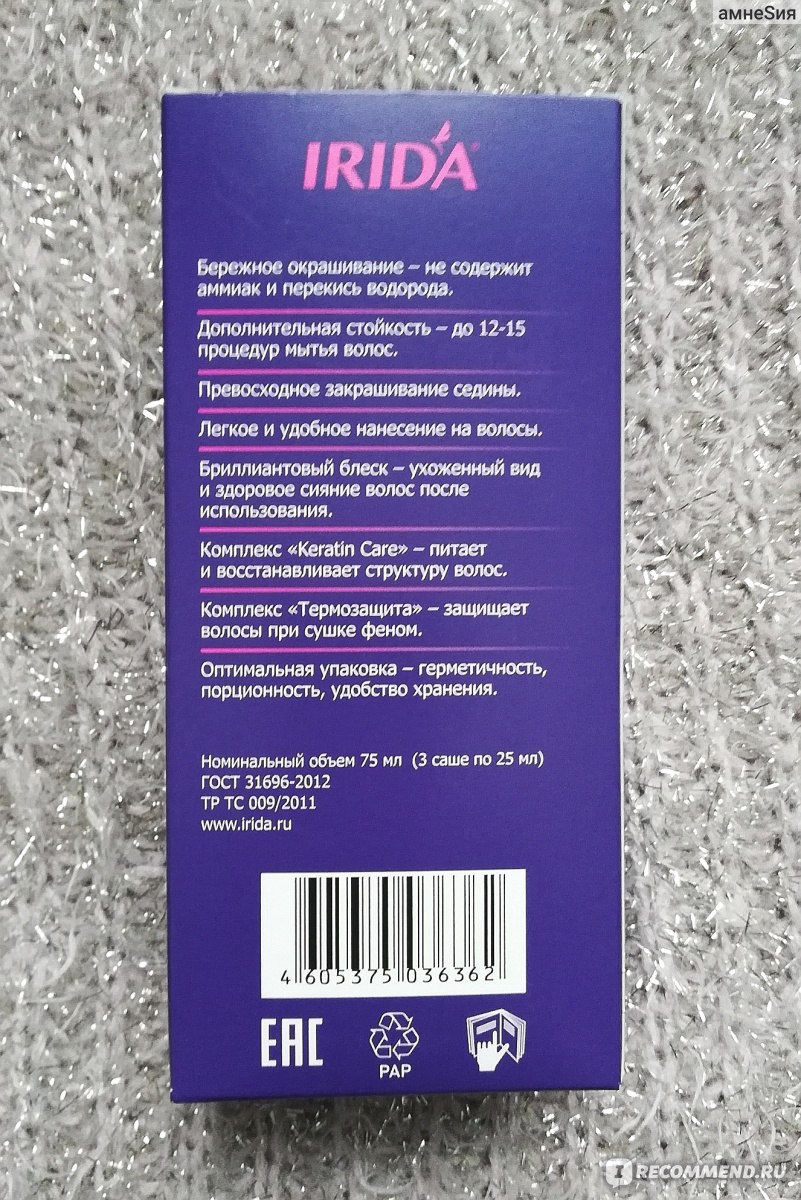 амнеSия
IRIDA
Бережное окрашивание – не содержит
аммиак и перекись водорода.
Дополнительная стойкость – до 12-15
процедур мытья волос.
Превосходное закрашивание седины.
Легкое и удобное нанесение на волосы.
Бриллиантовый блеск – ухоженный вид
и здоровое сияние волос после
использования.
Комплекс «Keratin Care» – питает
и восстанавливает структуру волос.
Комплекс «Термозащита» – защищает
волосы при сушке феном.
Оптимальная упаковка – герметичность,
порционность, удобство хранения.
Номинальный объем 75 мл (3 саше по 25 мл)
ГОСТ 31696-2012
ТР ТС 009/2011
www.irida.ru
4 605375 036362
EAC
PAP
I RECOMMEND.RU